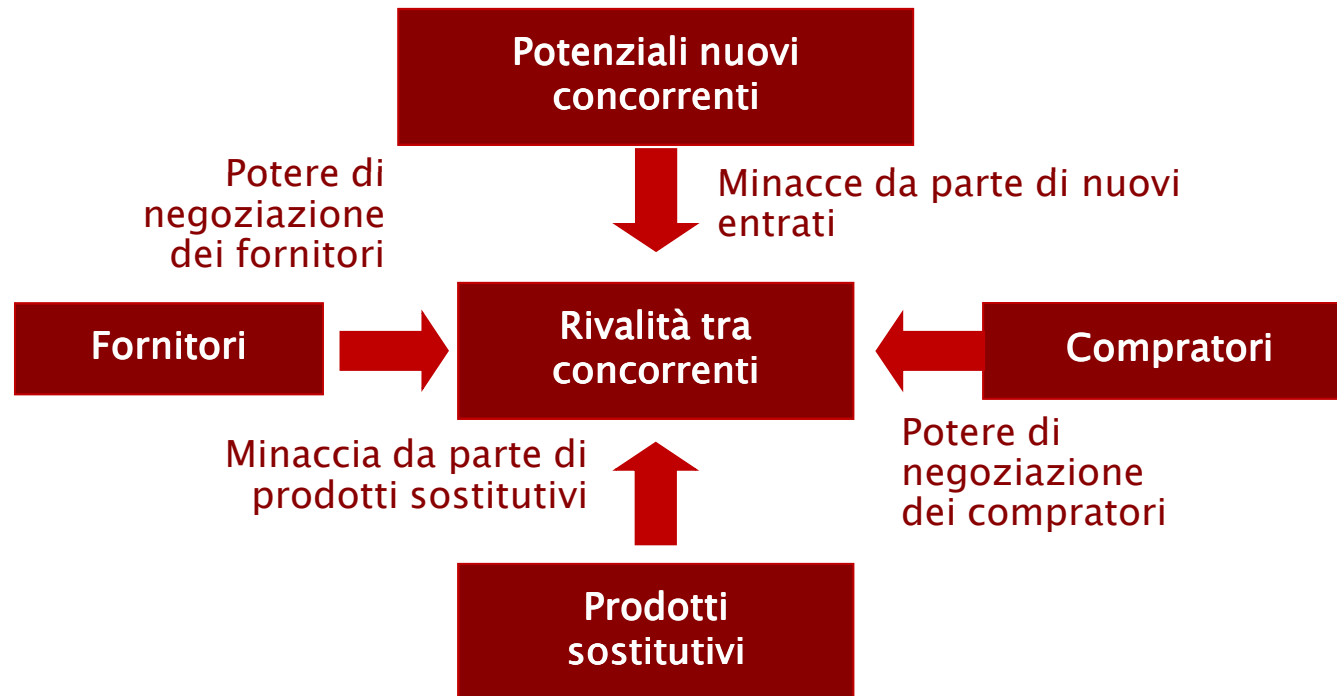 Potenziali nuovi
concorrenti
Potere di
negoziazione
dei fornitori
Minacce da parte di nuovi
entrati
Fornitori
Rivalità tra
concorrenti
Compratori
Minaccia da parte di
prodotti sostitutivi
Potere di
negoziazione
dei compratori
Prodotti
sostitutivi